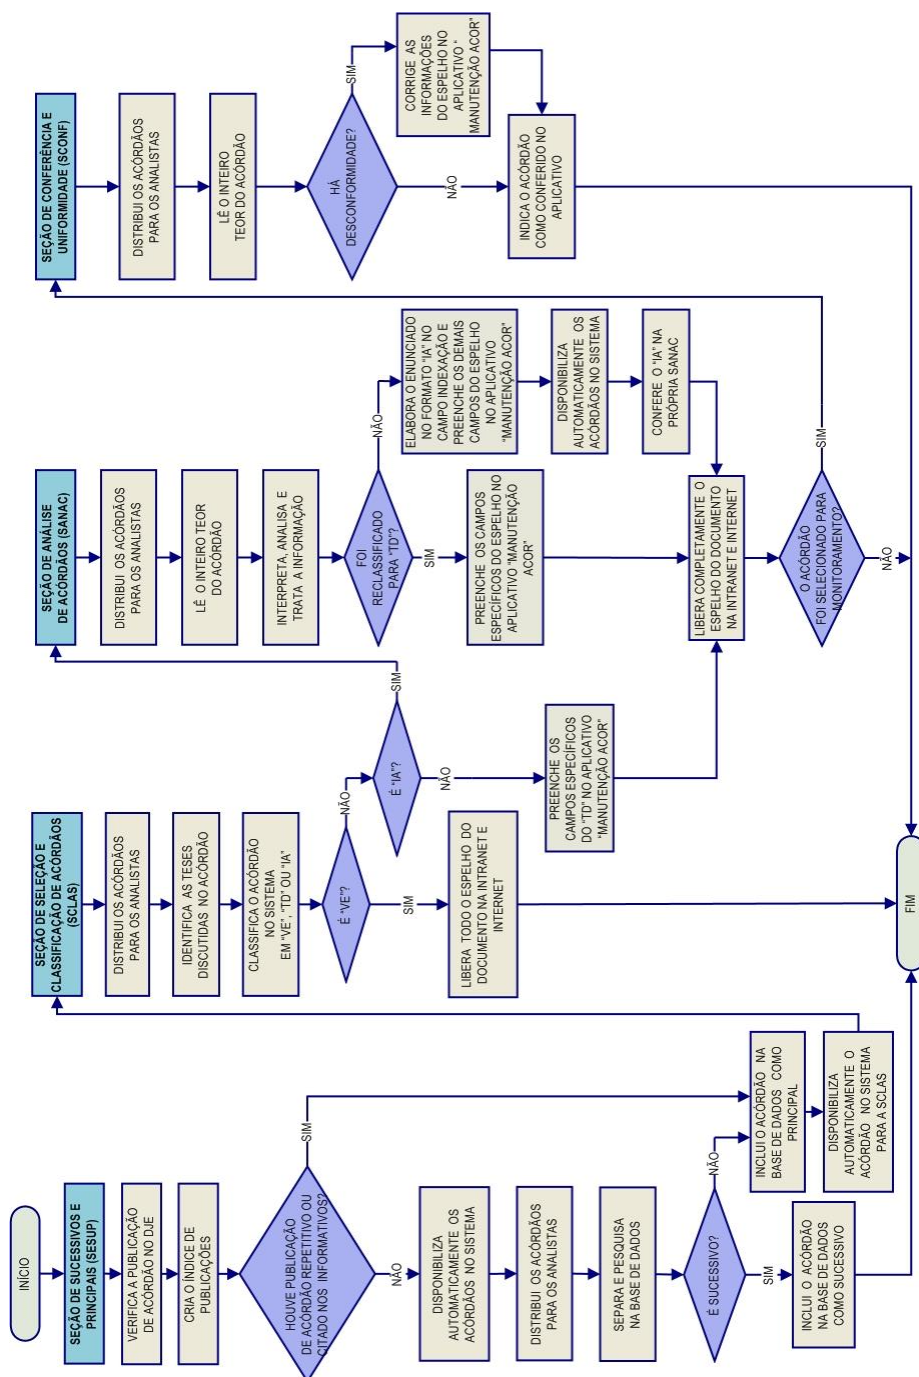 INÍCIO
SEÇÃO DE SUCESSIVOS E
PRINCIPAIS (SESUP)
VERIFICA A PUBLICAÇÃO
DE ACÓRDÃO NO DJE
CRIA O ÍNDICE DE
PUBLICAÇÕES
HOUVE PUBLICAÇÃO
DE ACÓRDÃO REPETITIVO OU
CITADO NOS INFORMATIVOS?
SIM
NÃO
DISPONIBILIZA
AUTOMATICAMENTE OS
ACÓRDÃOS NO SISTEMA
DISTRIBUI OS ACÓRDÃOS
PARA OS ANALISTAS
SEPARA E PESQUISA
NA BASE DE DADOS
É SUCESSIVO?
NÃO
SIM
INCLUI O ACÓRDÃO
NA BASE DE DADOS
COMO SUCESSIVO
INCLUI O ACÓRDÃO NA
BASE DE DADOS COMO
PRINCIPAL
DISPONIBILIZA
AUTOMATICAMENTE O
ACÓRDÃO NO SISTEMA
PARA A SCLAS
SEÇÃO DE SELEÇÃO E
CLASSIFICAÇÃO DE ACÓRDÃOS
(SCLAS)
DISTRIBUI OS ACÓRDÃOS
PARA OS ANALISTAS
IDENTIFICA AS TESES
DISCUTIDAS NO ACÓRDÃO
CLASSIFICA O ACÓRDÃO
NO SISTEMA
EM “VE”, “TD” OU “IA”
É “VE”?
NÃO
SIM
LIBERA TODO O ESPELHO DO
DOCUMENTO NA INTRANET E
INTERNET
É “IA”?
SIM
NÃO
PREENCHE OS
CAMPOS ESPECÍFICOS
DO “TD” NO APLICATIVO
“MANUTENÇÃO ACOR”
SEÇÃO DE ANÁLISE
DE ACÓRDÃOS (SANAC)
DISTRIBUI OS ACÓRDÃOS
PARA OS ANALISTAS
LÊ O INTEIRO TEOR
DO ACORDÃO
INTERPRETA, ANALISA E
TRATA A INFORMAÇÃO
FOI
RECLASSIFICADO
PARA “TD”?
NÃO
SIM
PREENCHE OS CAMPOS
ESPECÍFICOS DO ESPELHO NO
APLICATIVO “MANUTENÇÃO
ACOR”
ELABORA O ENUNCIADO
NO FORMATO “IA” NO
CAMPO INDEXAÇÃO E
PREENCHE OS DEMAIS
CAMPOS DO ESPELHO
NO APLICATIVO
“MANUTENÇÃO ACOR”
DISPONIBILIZA
AUTOMATICAMENTE OS
ACÓRDÃOS NO SISTEMA
CONFERE O “IA” NA
PRÓPRIA SANAC
LIBERA COMPLETAMENTE O
ESPELHO DO DOCUMENTO
NA INTRANET E INTERNET
O ACÓRDÃO
FOI SELECIONADO PARA
MONITORAMENTO?
SIM
NÃO
SEÇÃO DE CONFERÊNCIA E
UNIFORMIDADE (SCONF)
DISTRIBUI OS ACÓRDÃOS
PARA OS ANALISTAS
LÊ O INTEIRO
TEOR DO ACÓRDÃO
HÁ
DESCONFORMIDADE?
SIM
NÃO
CORRIGE AS
INFORMAÇÕES
DO ESPELHO NO
APLICATIVO “
MANUTENÇÃO ACOR”
INDICA O ACÓRDÃO
COMO CONFERIDO NO
APLICATIVO
FIM